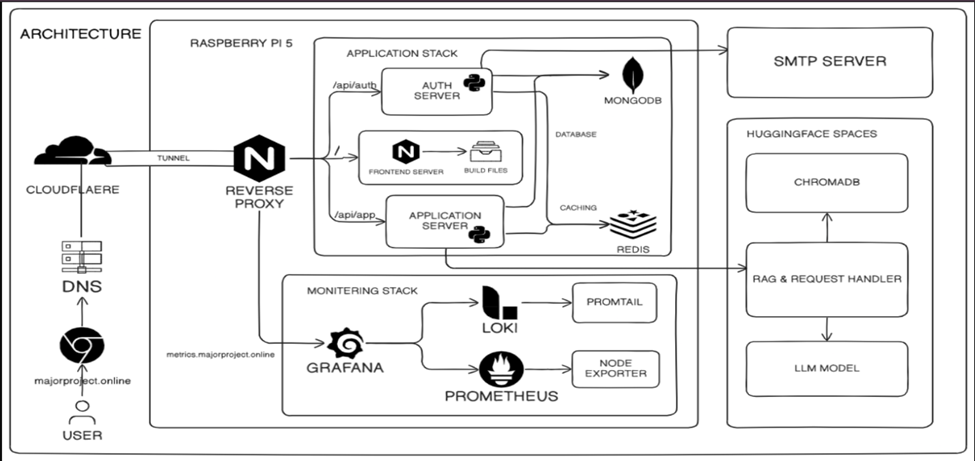 ARCHITECTURE
RASPBERRY PI 5
APPLICATION STACK
/api/auth
AUTH
SERVER
MONGODB
SMTP SERVER
DATABASE
/
FRONTEND SERVER
BUILD FILES
TUNNEL
CLOUDFLAERE
N
REVERSE
PROXY
/api/app
APPLICATION
SERVER
CACHING
REDIS
HUGGINGFACE SPACES
CHROMADB
RAG & REQUEST HANDLER
LLM MODEL
DNS
majorproject.online
USER
MONITERING STACK
metrics.majorproject.online
GRAFANA
LOKI
PROMTAIL
PROMETHEUS
NODE
EXPORTER